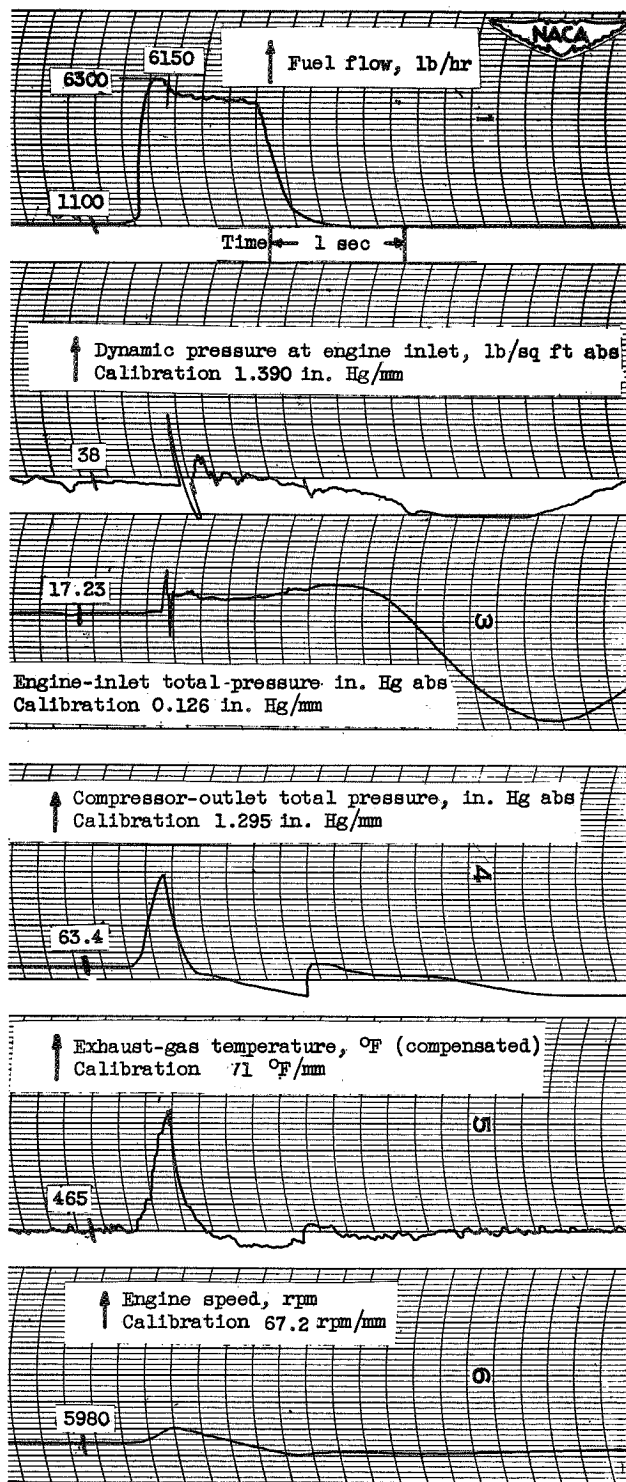 NACA
6150
Fuel flow, lb/hr
6300
1
1100
Time 1 sec
Dynamic pressure at engine inlet, lb/sq ft abs
Calibration 1.390 in. Hg/mm
38
17.23
3
Engine-inlet total-pressure in. Hg abs
Calibration 0.126 in. Hg/mm
Compressor-outlet total pressure, in. Hg abs
Calibration 1.295 in. Hg/mm
4
63.4
Exhaust-gas temperature, °F (compensated)
Calibration 71 °F/mm
5
465
Engine speed, rpm
Calibration 67.2 rpm/mm
6
5980